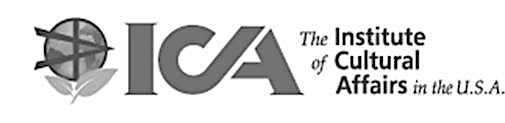 ICA
The Institute
of Cultural
Affairs in the U.S.A.